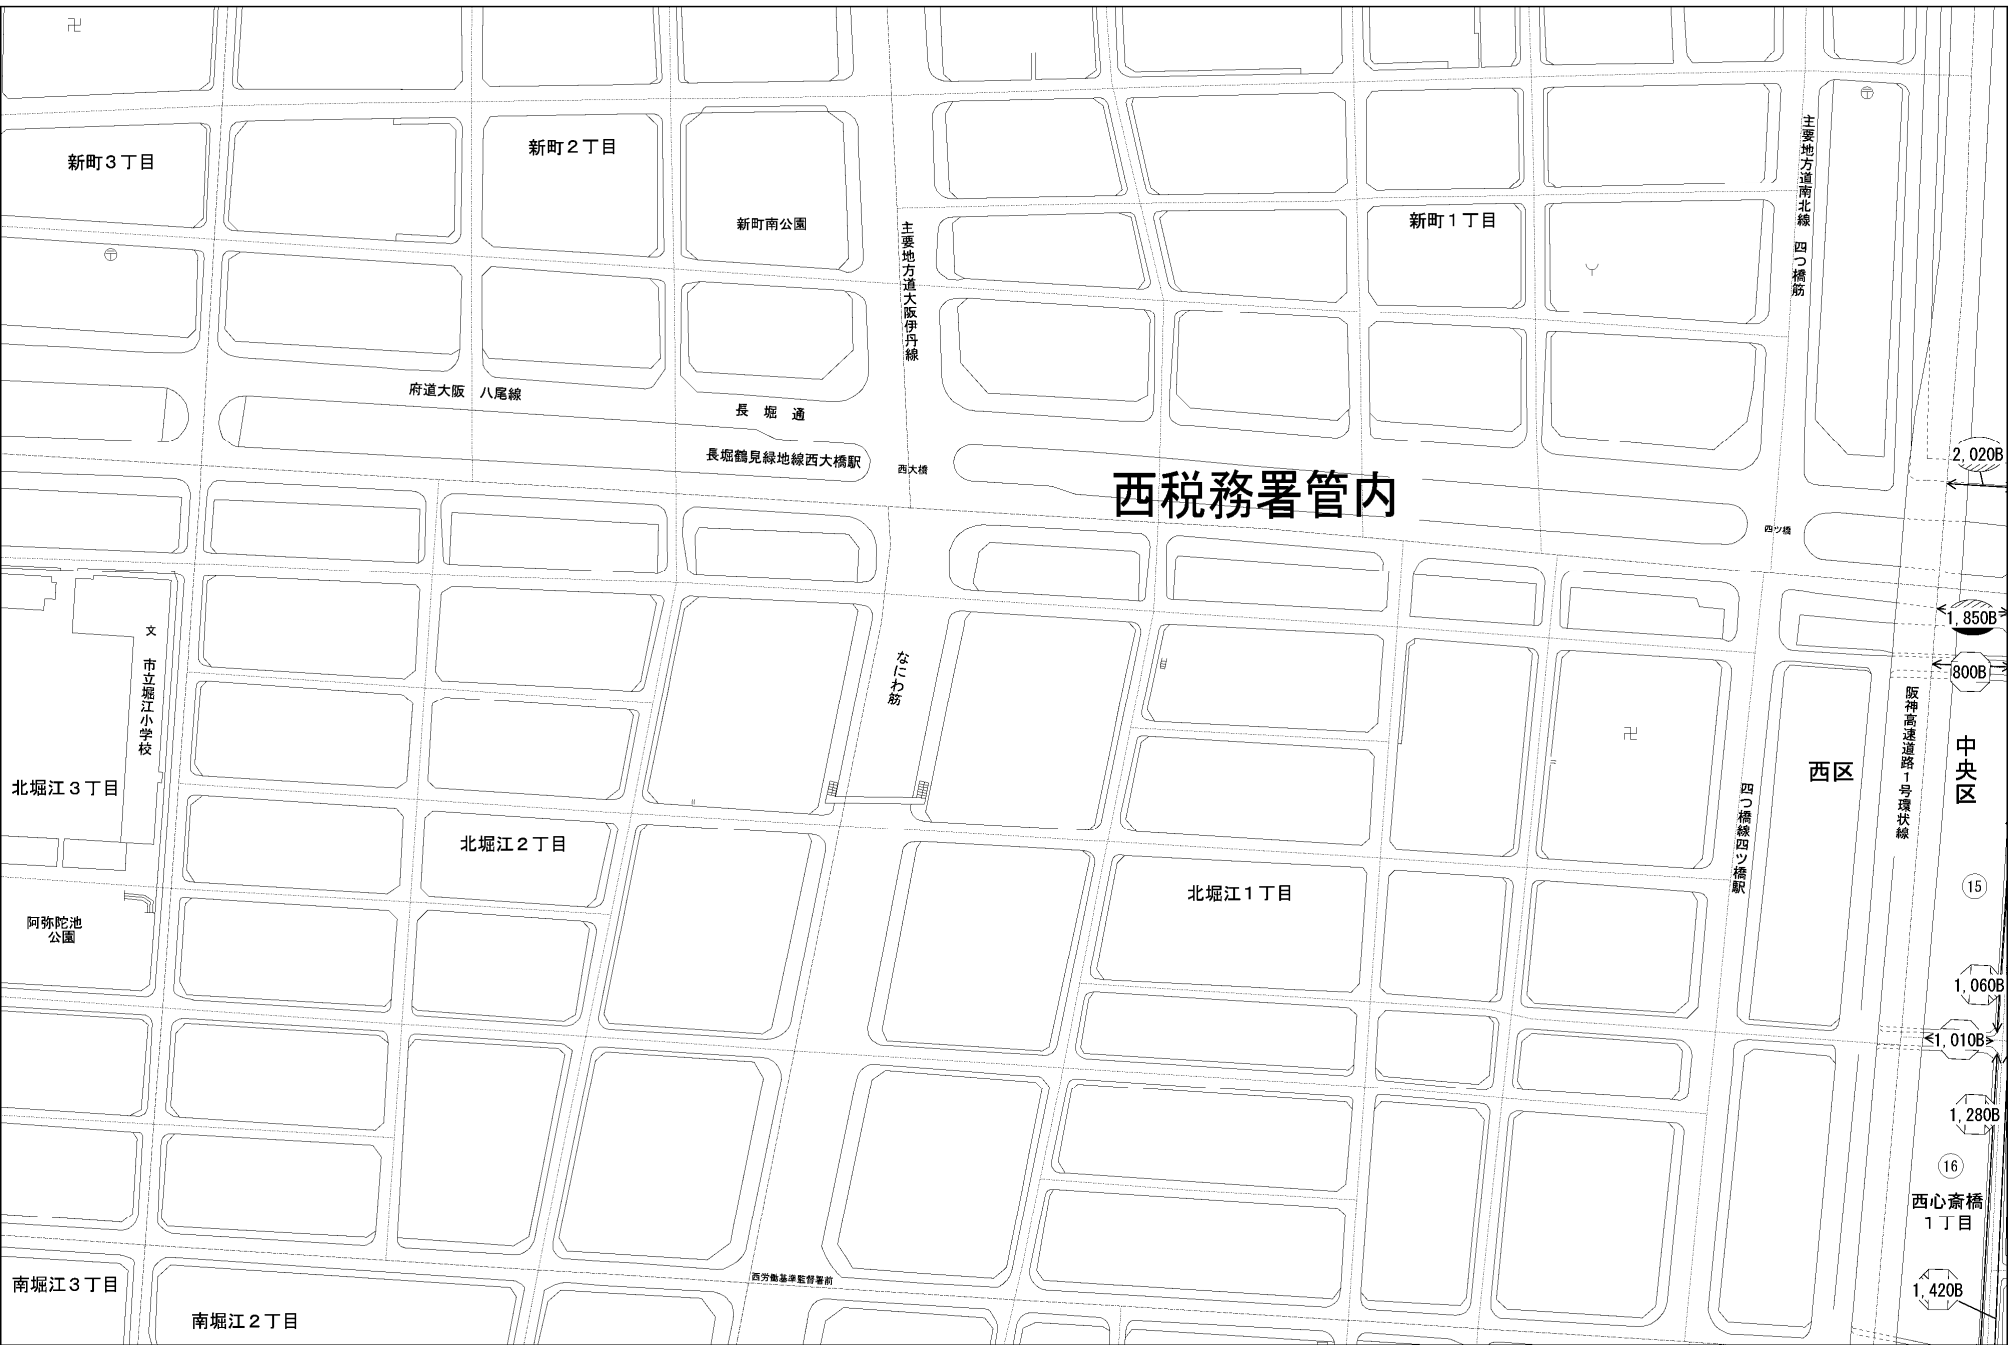 新町３丁目
新町２丁目
新町南公園
新町１丁目
主要地方道大阪伊丹線
主要地方道南北線　四つ橋筋
府道大阪　八尾線
長　堀　通
長堀鶴見緑地線西大橋駅
西大橋
西税務署管内
四ツ橋
2,020B
1,850B
800B
文　市立堀江小学校
なにわ筋
阪神高速道路１号環状線
中央区
西区
四つ橋線四ツ橋駅
北堀江３丁目
北堀江２丁目
北堀江１丁目
15
阿弥陀池
公園
1,060B
1,010B
1,280B
16
西心斎橋
１丁目
西労働基準監督署前
南堀江３丁目
南堀江２丁目
1,420B